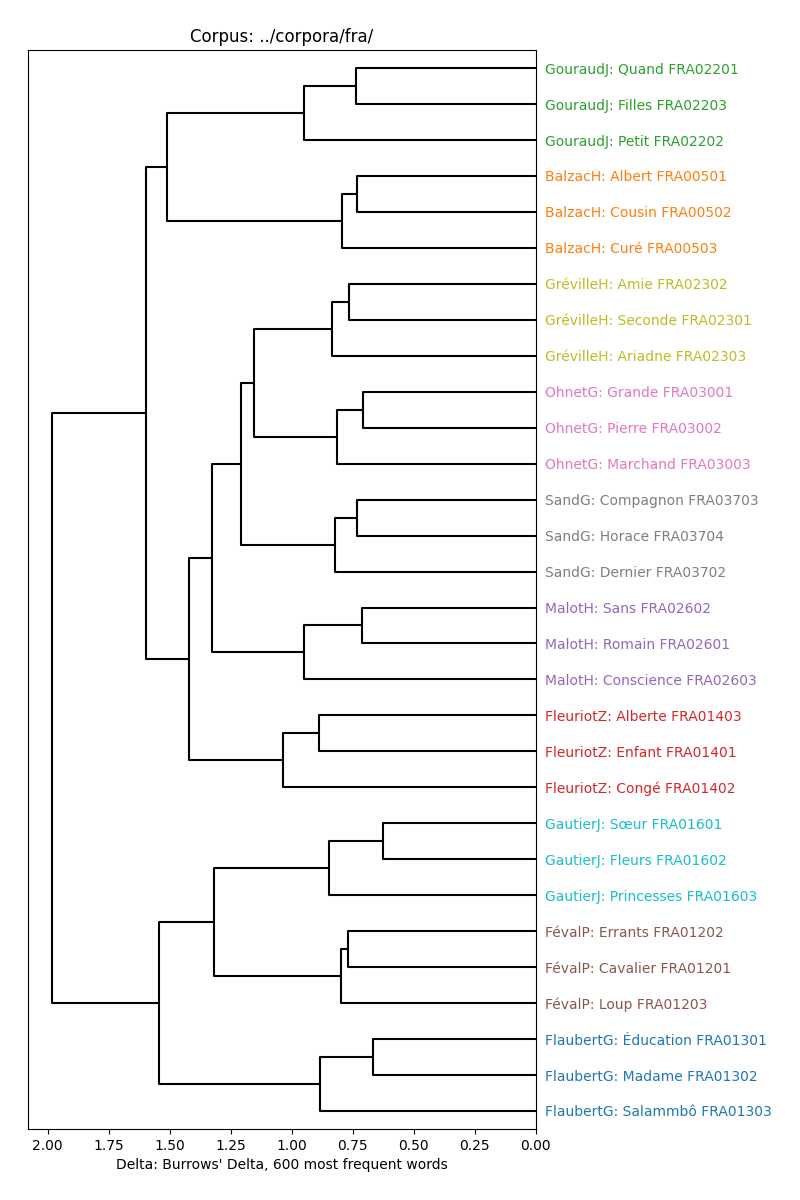 Corpus: ../corpora/fra/
GouraudJ: Quand FRA02201
GouraudJ: Filles FRA02203
GouraudJ: Petit FRA02202
BalzacH: Albert FRA00501
BalzacH: Cousin FRA00502
BalzacH: Curé FRA00503
GrévilleH: Amie FRA02302
GrévilleH: Seconde FRA02301
GrévilleH: Ariadne FRA02303
OhnetG: Grande FRA03001
OhnetG: Pierre FRA03002
OhnetG: Marchand FRA03003
SandG: Compagnon FRA03703
SandG: Horace FRA03704
SandG: Dernier FRA03702
MalotH: Sans FRA02602
MalotH: Romain FRA02601
MalotH: Conscience FRA02603
FleuriotZ: Alberte FRA01403
FleuriotZ: Enfant FRA01401
FleuriotZ: Congé FRA01402
GautierJ: Sœur FRA01601
GautierJ: Fleurs FRA01602
GautierJ: Princesses FRA01603
FévalP: Errants FRA01202
FévalP: Cavalier FRA01201
FévalP: Loup FRA01203
FlaubertG: Éducation FRA01301
FlaubertG: Madame FRA01302
FlaubertG: Salammbô FRA01303
2.00 1.75 1.50 1.25 1.00 0.75 0.50 0.25 0.00
Delta: Burrows' Delta, 600 most frequent words